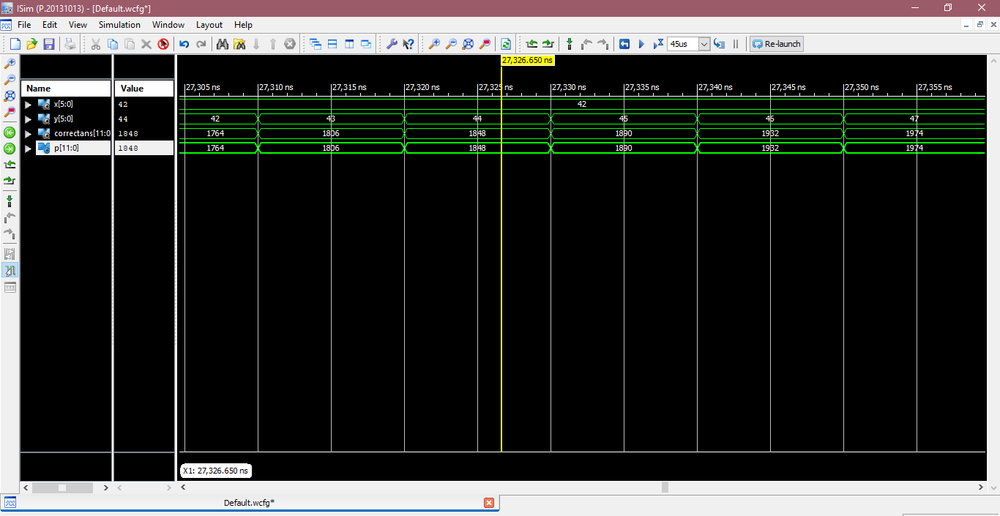 ISim (P.20131013) - [Default.wcfg*]
File Edit View Simulation Window Layout Help
45us Re-launch
27,326.650 ns
Name Value
27,305 ns 27,310 ns 27,315 ns 27,320 ns 27,325 ns 27,330 ns 27,335 ns 27,340 ns 27,345 ns 27,350 ns 27,355 ns
x[5:0] 42 42
y[5:0] 44 42 43 44 45 46 47
correctans[11:0 1848 1764 1806 1848 1890 1932 1974
p[11:0] 1848 1764 1806 1848 1890 1932 1974
X1: 27,326.650 ns
Default.wcfg*